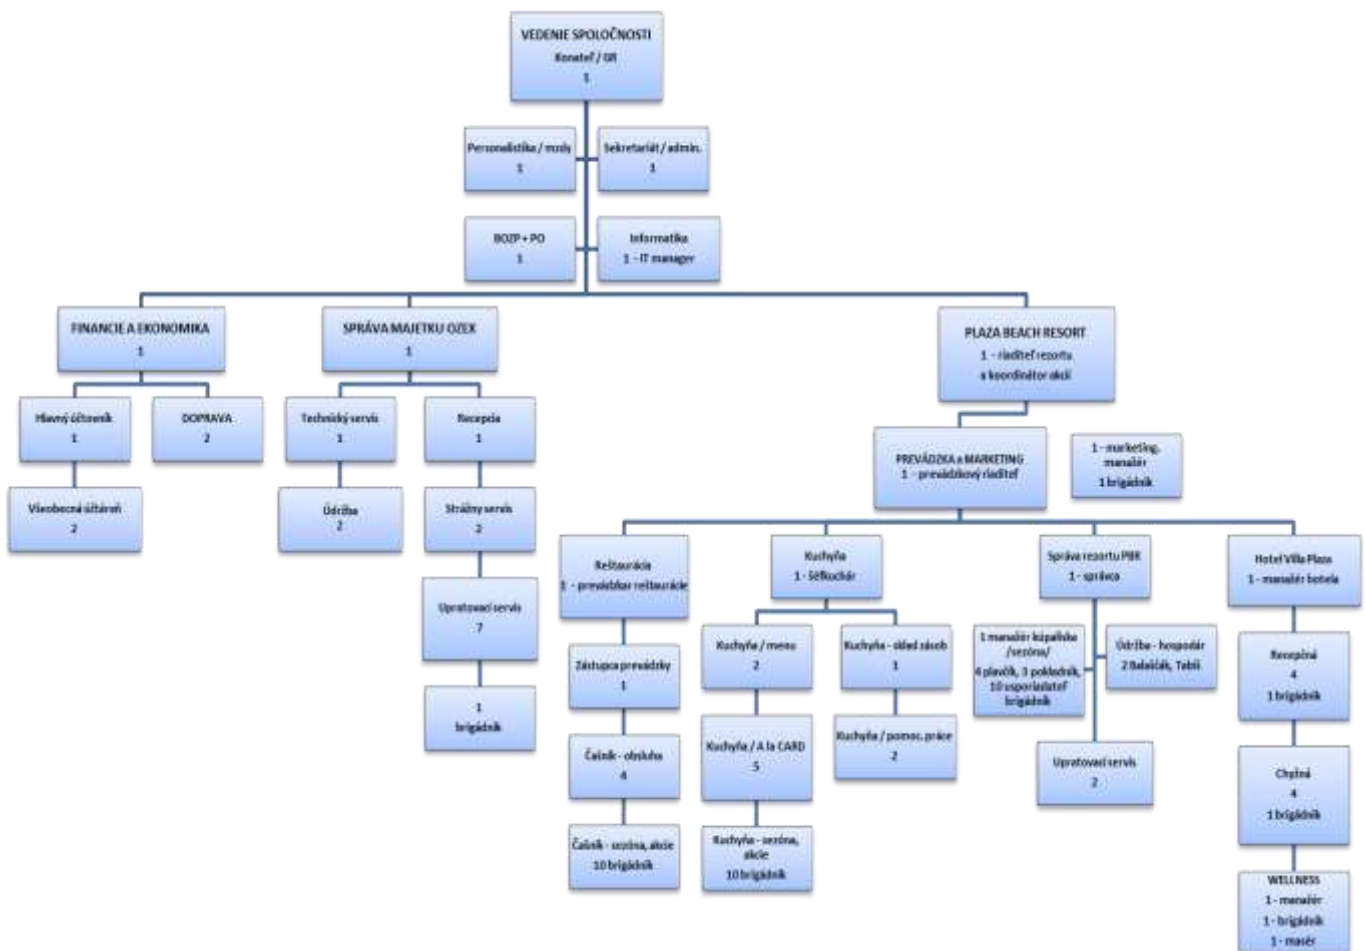 VEDENIE SPOLOČNOSTI
Konateľ / GR
1
Personalistika / mzdy
1
Sekretariát / admin.
1
BOZP + PO
1
Informatika
1 - IT manager
FINANCIE A EKONOMIKA
1
SPRÁVA MAJETKU OZEX
1
PLAZA BEACH RESORT
1 - riaditeľ rezortu
a koordinátor akcií
Hlavný účtovník
1
DOPRAVA
2
Technický servis
1
Recepcia
1
PREVÁDZKA a MARKETING
1 - prevádzkový riaditeľ
1 - marketing.
manažér
1 brigádnik
Všeobecná účtáreň
2
Údržba
2
Strážny servis
2
Reštaurácia
1 - prevádzkar reštaurácie
Kuchyňa
1 - šéfkuchár
Správa rezortu PBR
1 - správca
Hotel Villa Plaza
1 - manažér hotela
Upratovací servis
7
Zástupca prevádzky
1
Kuchyňa / menu
2
Kuchyňa - sklad zásob
1
1 manažér kúpaliska
/sezóna/
4 plavčík, 3 pokladník,
10 usporiadateľ
brigádnik
Údržba - hospodár
2 Balaščák,
Recepčná
4
1 brigádnik
1
brigádnik
Čašník - obsluha
4
Kuchyňa / A la CARD
5
Kuchyňa / pomoc. práce
2
Upratovací servis
2
Chyžná
4
1 brigádnik
Čašník - sezóna, akcie
10 brigádnik
Kuchyňa - sezóna,
akcie
10 brigádnik
WELLNESS
1 - manažér
1 - brigádnik
1 - masér